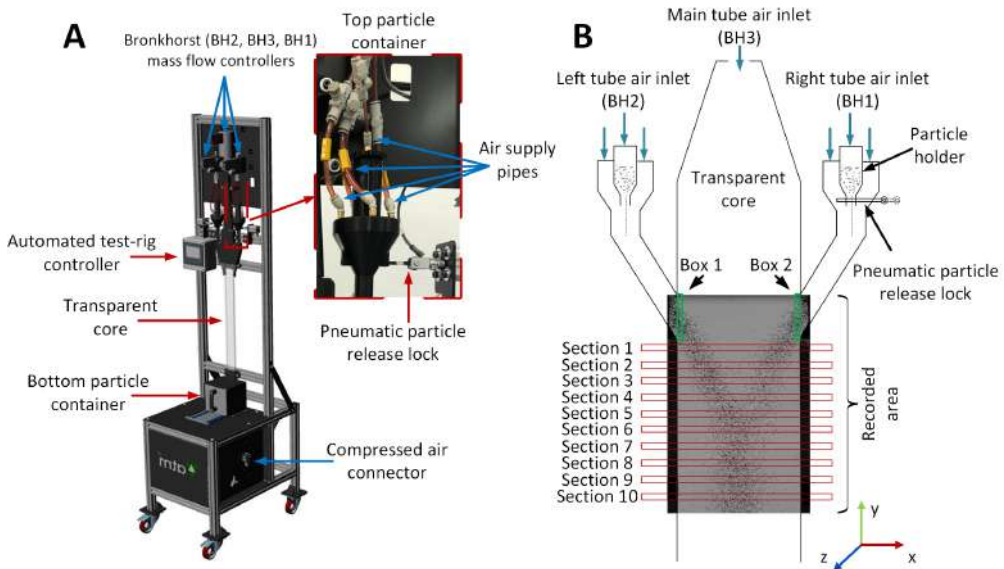 A
Bronkhorst (BH2, BH3, BH1)
mass flow controllers
Top particle
container
Air supply
pipes
Automated test-rig
controller
Transparent
core
Pneumatic particle
release lock
Bottom particle
container
Compressed air
connector
atm
B
Main tube air inlet
(BH3)
Left tube air inlet
(BH2)
Right tube air inlet
(BH1)
Particle
holder
Transparent
core
Pneumatic particle
release lock
Box 1
Box 2
Section 1
Section 2
Section 3
Section 4
Section 5
Section 6
Section 7
Section 8
Section 9
Section 10
Recorded
area
y
x
z